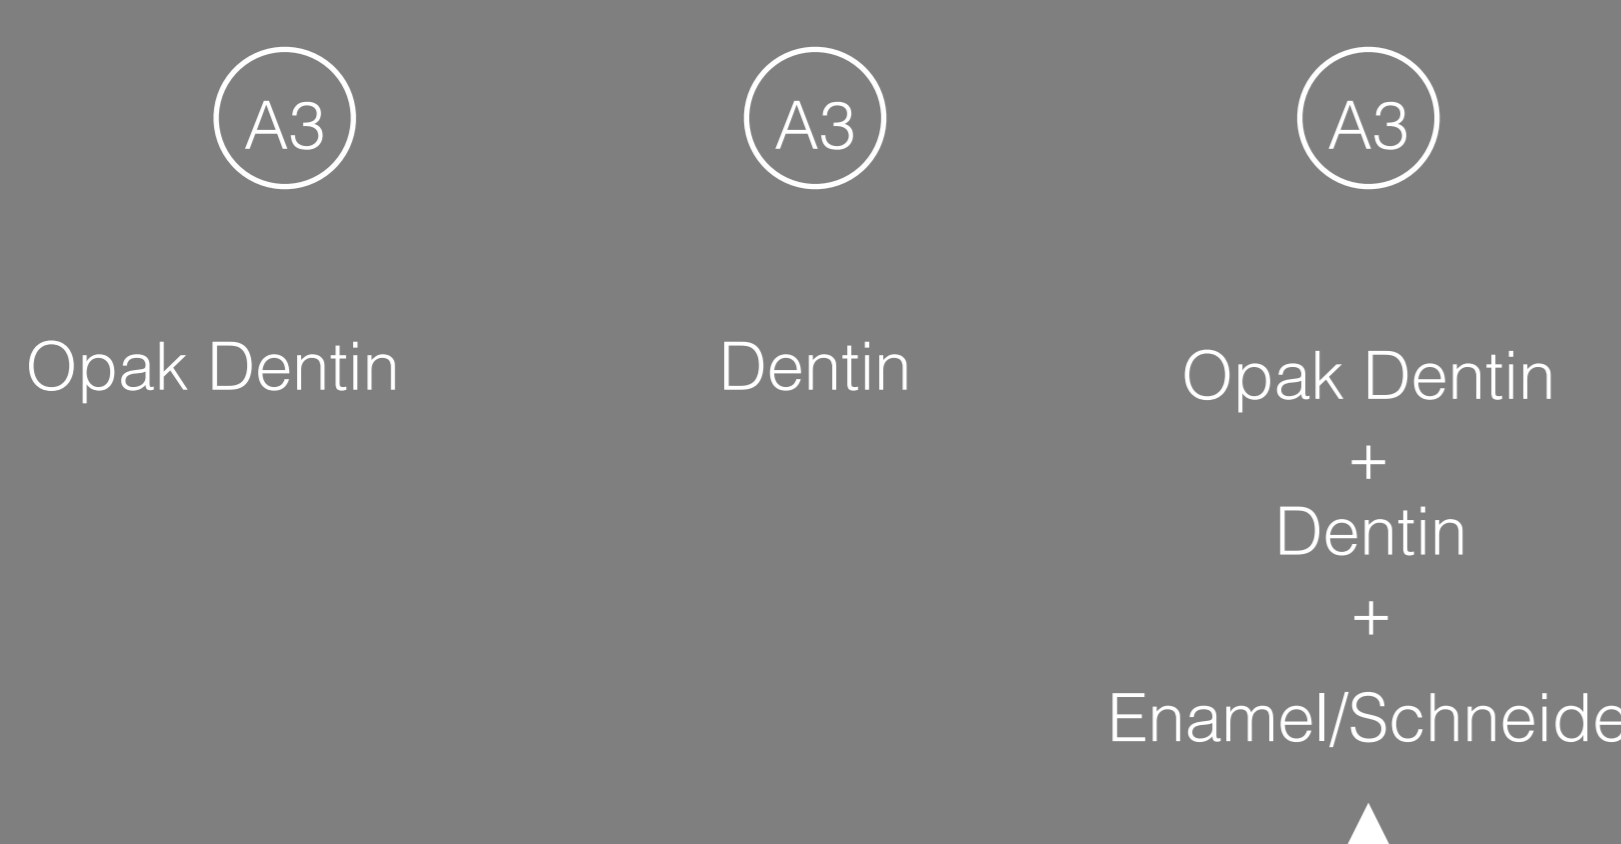 A3
A3
A3
Opak Dentin
Dentin
Opak Dentin
+
Dentin
+
Enamel/Schneide